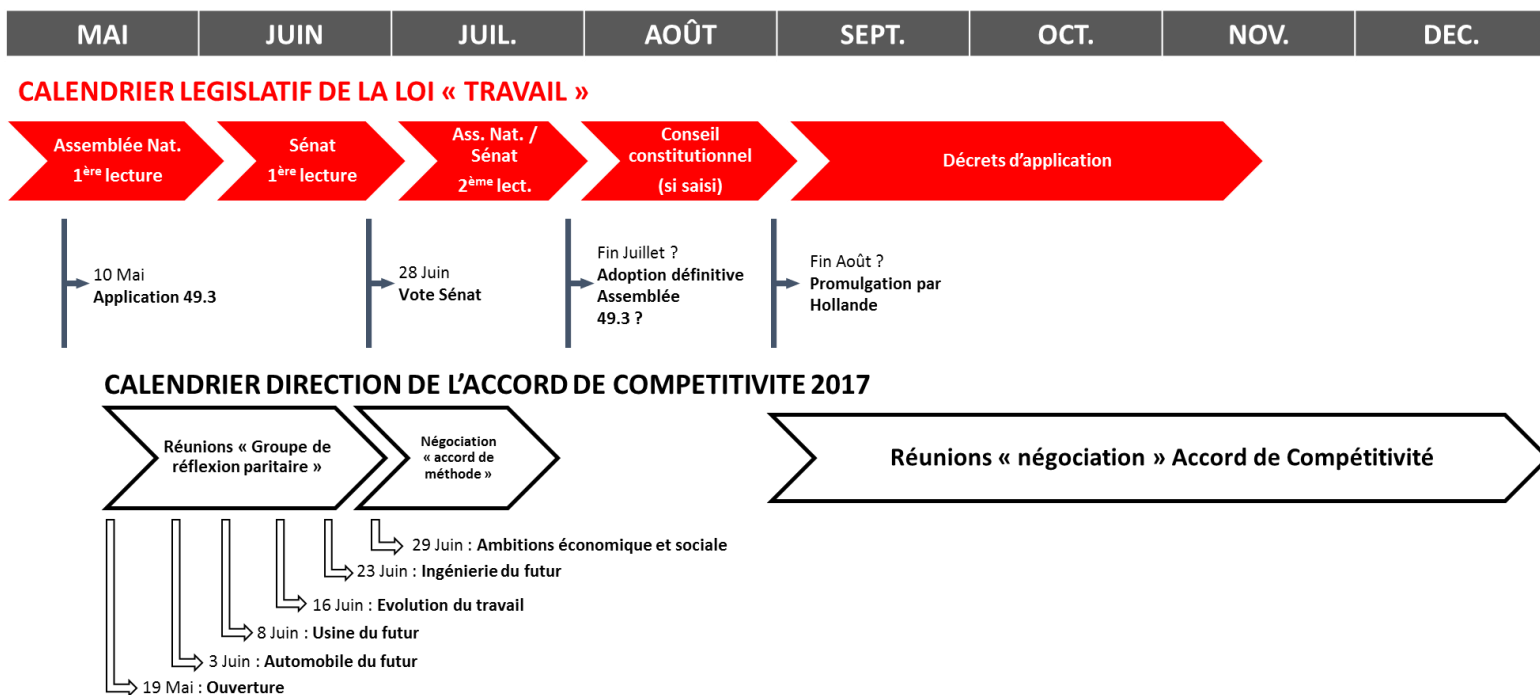 MAI JUIN JUIL. AOÛT SEPT. OCT. NOV. DEC.
CALENDRIER LEGISLATIF DE LA LOI « TRAVAIL »
Assemblée Nat.
1ère lecture
Sénat
1ère lecture
Ass. Nat. /
Sénat
2ème lect.
Conseil
constitutionnel
(si saisi)
Décrets d’application
10 Mai
Application 49.3
28 Juin
Vote Sénat
Fin Juillet ?
Adoption définitive
Assemblée
49.3 ?
Fin Août ?
Promulgation par
Hollande
CALENDRIER DIRECTION DE L’ACCORD DE COMPETITIVITE 2017
Réunions « Groupe de
réflexion paritaire »
Négociation
« accord de
méthode »
Réunions « négociation » Accord de Compétitivité
29 Juin : Ambitions économique et sociale
23 Juin : Ingénierie du futur
16 Juin : Evolution du travail
8 Juin : Usine du futur
3 Juin : Automobile du futur
19 Mai : Ouverture